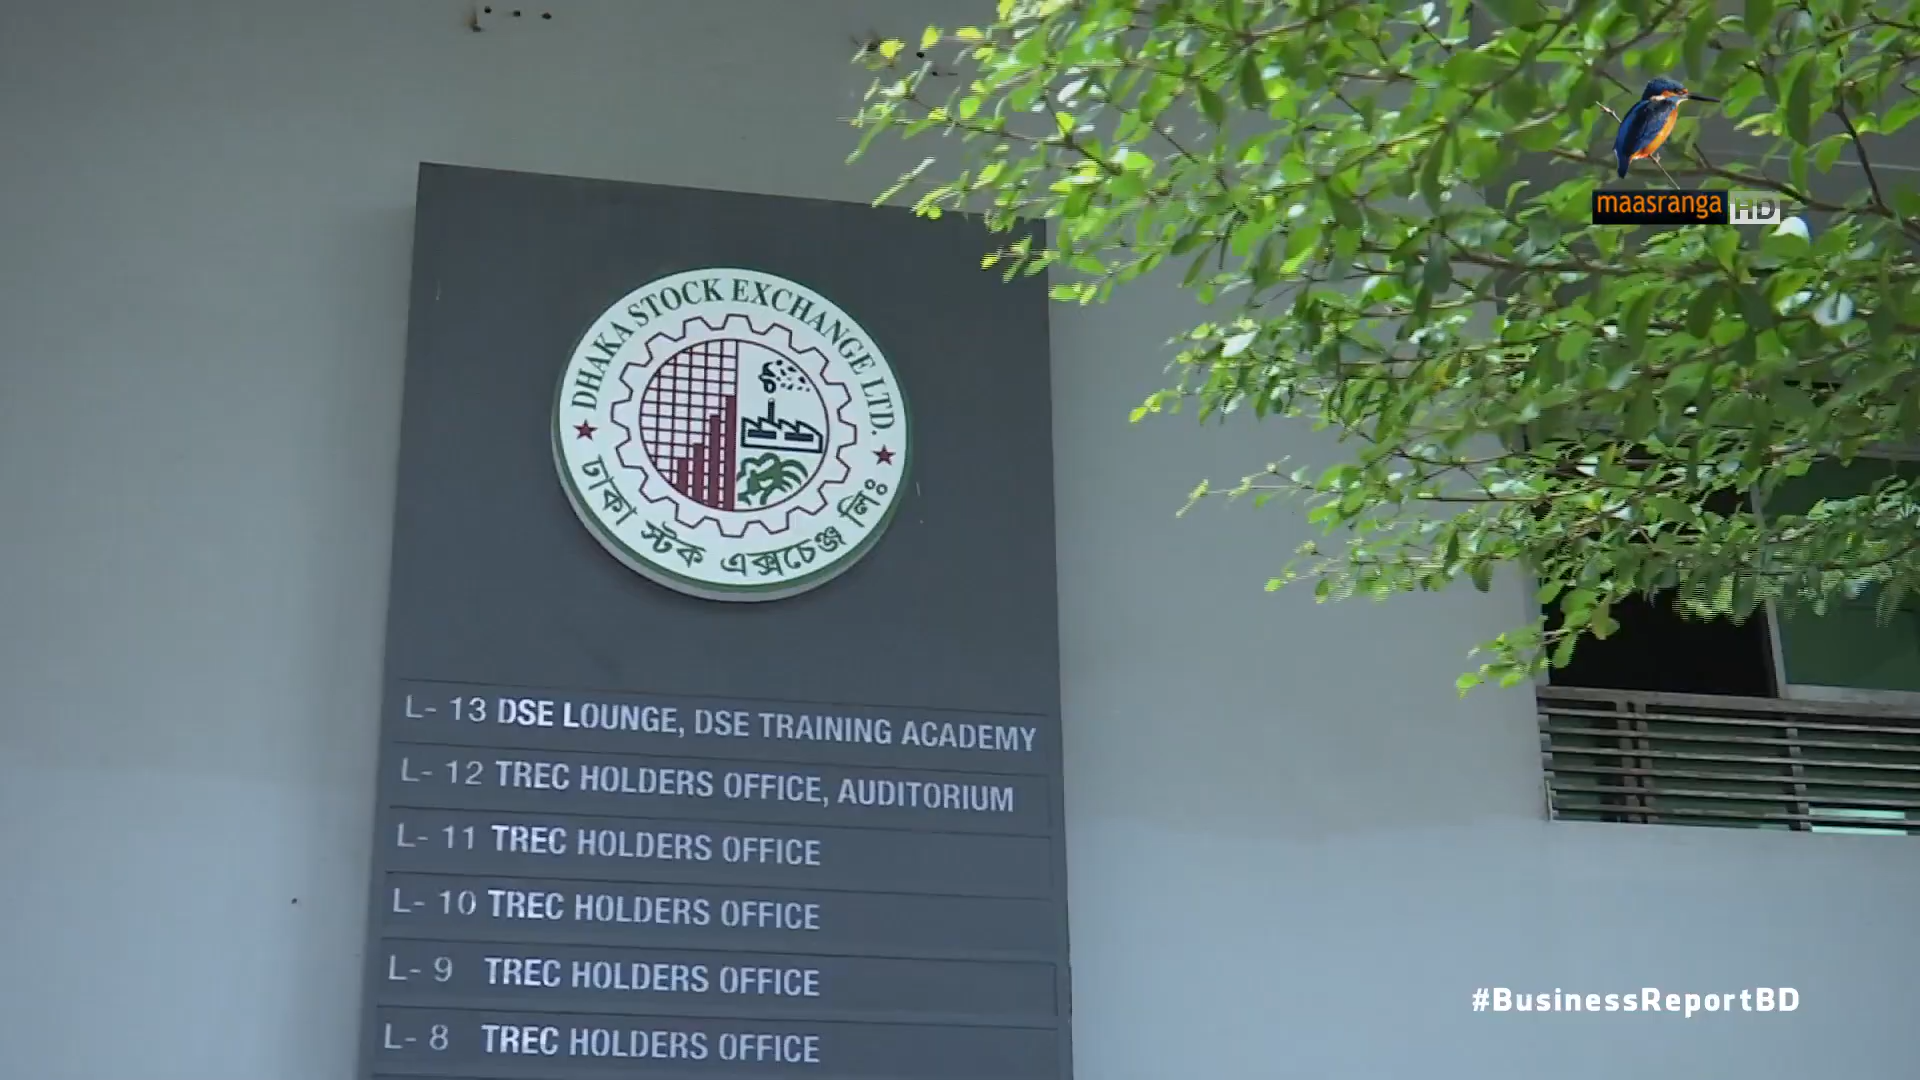 maasranga HD
DHAKA STOCK EXCHANGE LTD.
ঢাকা স্টক এক্সচেঞ্জ লিঃ
L- 13 DSE LOUNGE, DSE TRAINING ACADEMY
L- 12 TREC HOLDERS OFFICE, AUDITORIUM
L- 11 TREC HOLDERS OFFICE
L- 10 TREC HOLDERS OFFICE
L- 9 TREC HOLDERS OFFICE
L- 8 TREC HOLDERS OFFICE
#BusinessReportBD